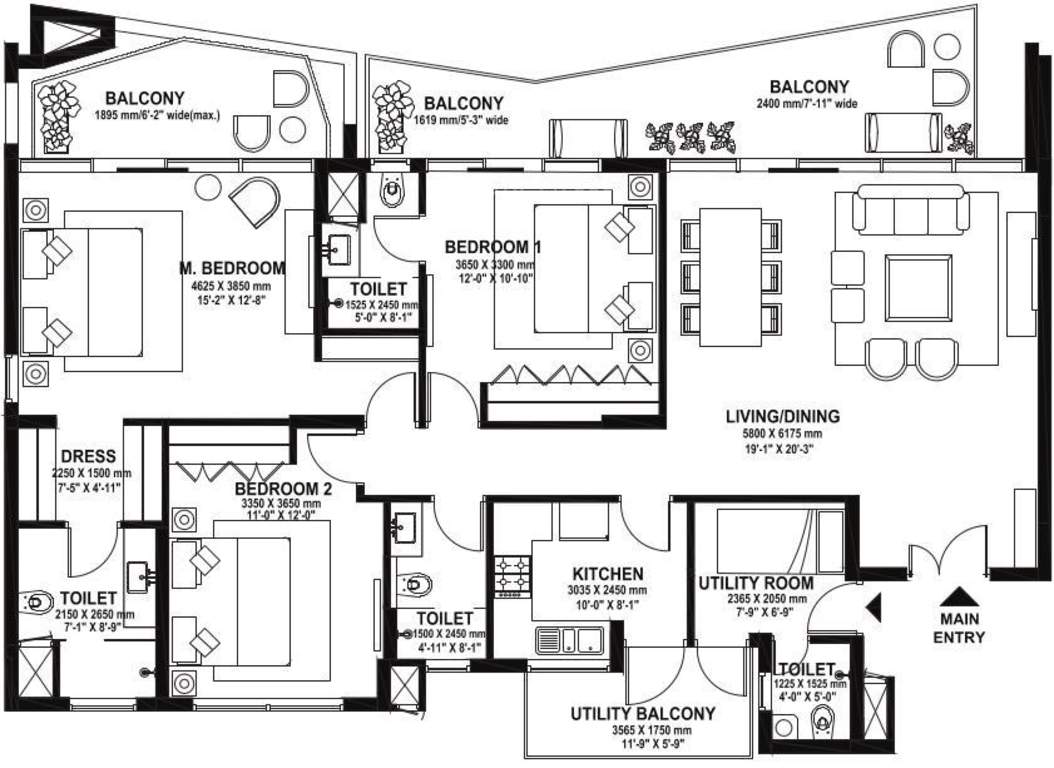 BALCONY
1895 mm/6'-2" wide(max.)
BALCONY
1619 mm/5'-3" wide
BALCONY
2400 mm/7'-11" wide
M. BEDROOM
4625 X 3850 mm
15'-2" X 12'-8"
TOILET
1525 X 2450 mm
5'-0" X 8'-1"
BEDROOM 1
3650 X 3300 mm
12'-0" X 10'-10"
LIVING/DINING
5800 X 6175 mm
19'-1" X 20'-3"
DRESS
2250 X 1500 mm
7'-5" X 4'-11"
BEDROOM 2
3350 X 3650 mm
11'-0" X 12'-0"
TOILET
2150 X 2650 mm
7'-1" X 8'-9"
TOILET
1500 X 2450 mm
4'-11" X 8'-1"
KITCHEN
3035 X 2450 mm
10'-0" X 8'-1"
UTILITY ROOM
2365 X 2050 mm
7'-9" X 6'-9"
MAIN
ENTRY
TOILET
1225 X 1525 mm
4'-0" X 5'-0"
UTILITY BALCONY
3565 X 1750 mm
11'-9" X 5'-9"